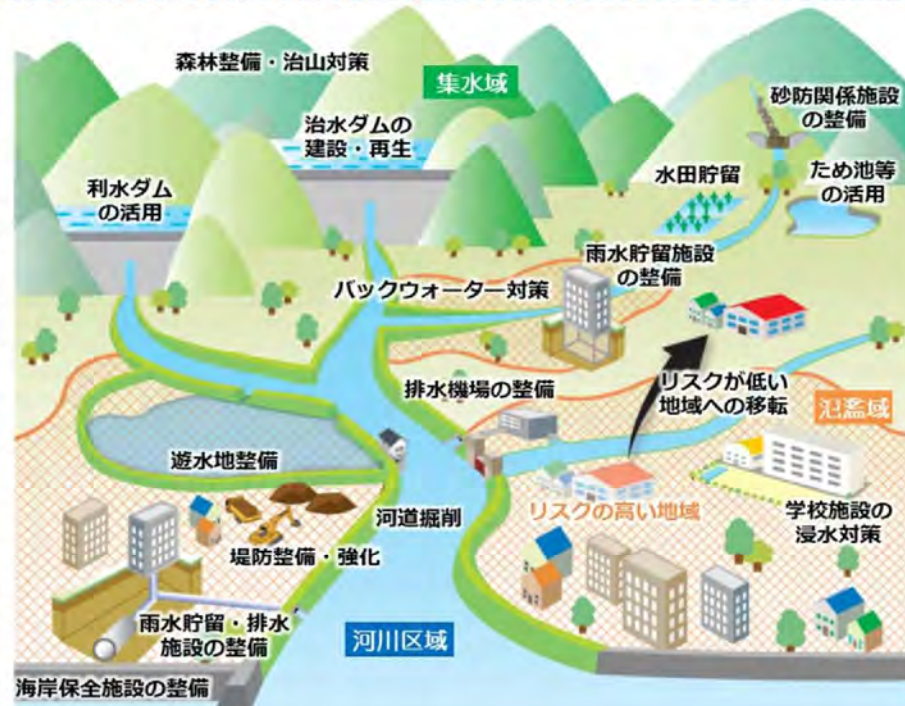 森林整備・治山対策
集水域
砂防関係施設
の整備
治水ダムの
建設・再生
水田貯留
ため池等
の活用
利水ダム
の活用
雨水貯留施設
の整備
バックウォーター対策
排水機場の整備
リスクが低い
地域への移転
氾濫域
遊水地整備
リスクの高い地域
学校施設の
浸水対策
河道掘削
堤防整備・強化
雨水貯留・排水
施設の整備
河川区域
海岸保全施設の整備